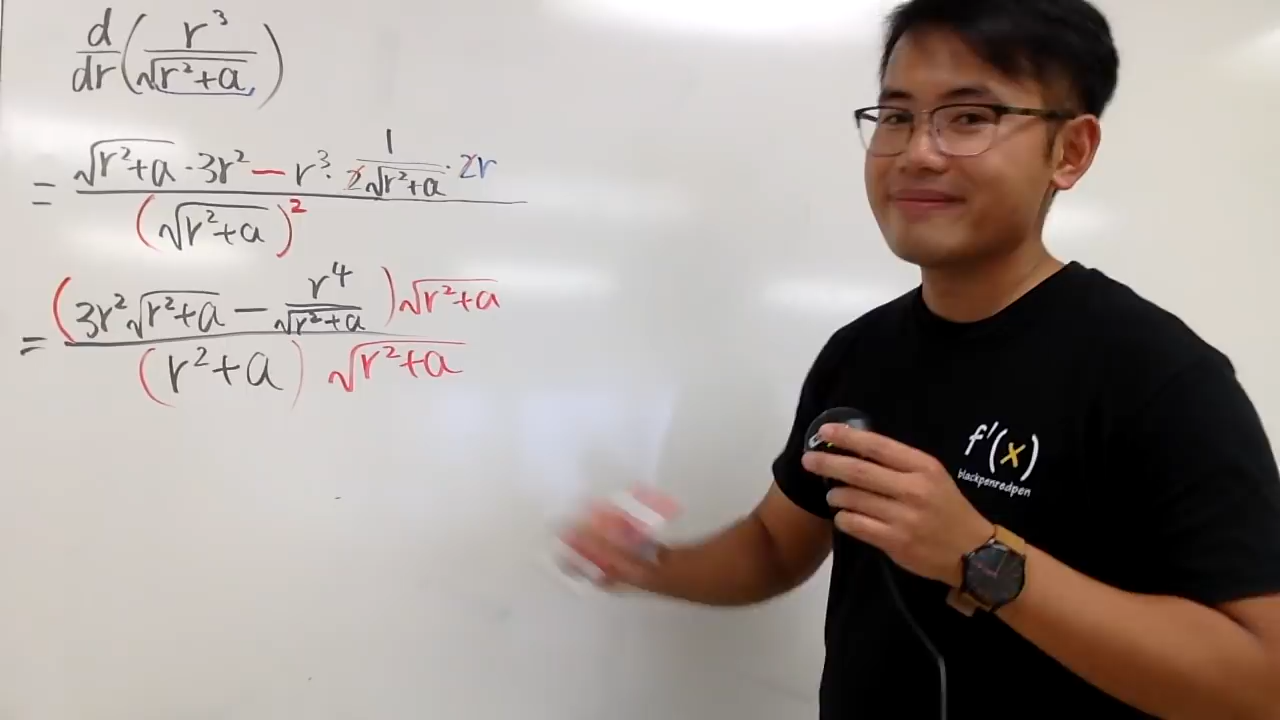 d/dr (r³/√(r²+a))
= (√(r²+a) · 3r² − r³ · 1/(2√(r²+a)) · 2r)/(√(r²+a))²
= ((3r²√(r²+a) − r⁴/√(r²+a)) √(r²+a))/((r²+a) √(r²+a))
f'(x)
blackpenredpen